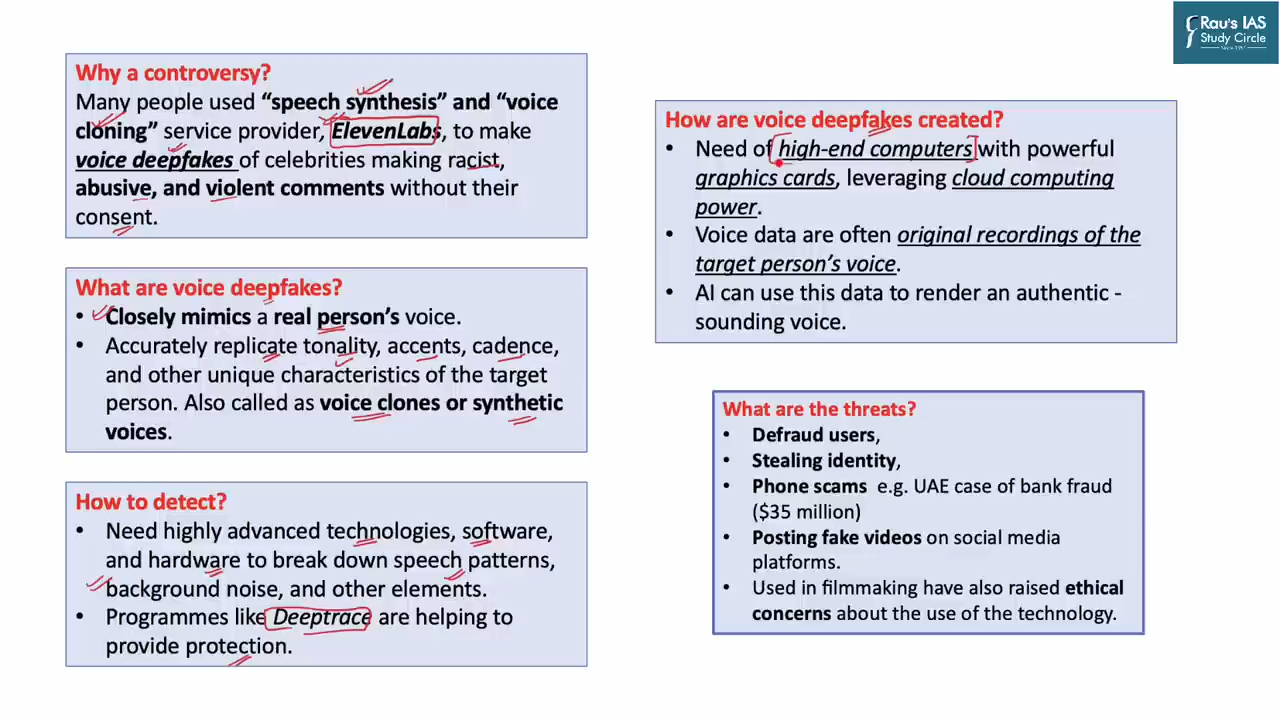 Rau's IAS
Study Circle
Why a controversy?
Many people used “speech synthesis” and “voice
cloning” service provider, ElevenLabs, to make
voice deepfakes of celebrities making racist,
abusive, and violent comments without their
consent.
What are voice deepfakes?
• Closely mimics a real person’s voice.
• Accurately replicate tonality, accents, cadence,
and other unique characteristics of the target
person. Also called as voice clones or synthetic
voices.
How to detect?
• Need highly advanced technologies, software,
and hardware to break down speech patterns,
background noise, and other elements.
• Programmes like Deeptrace are helping to
provide protection.
How are voice deepfakes created?
• Need of high-end computers with powerful
graphics cards, leveraging cloud computing
power.
• Voice data are often original recordings of the
target person’s voice.
• AI can use this data to render an authentic -
sounding voice.
What are the threats?
• Defraud users,
• Stealing identity,
• Phone scams e.g. UAE case of bank fraud
($35 million)
• Posting fake videos on social media
platforms.
• Used in filmmaking have also raised ethical
concerns about the use of the technology.